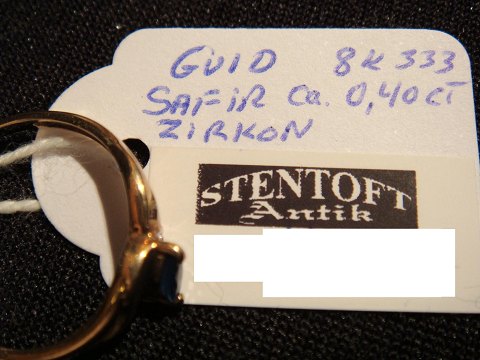 GULD 8K 333
SAFIR ca. 0,40 CT
ZIRKON
STENTOFT
Antik